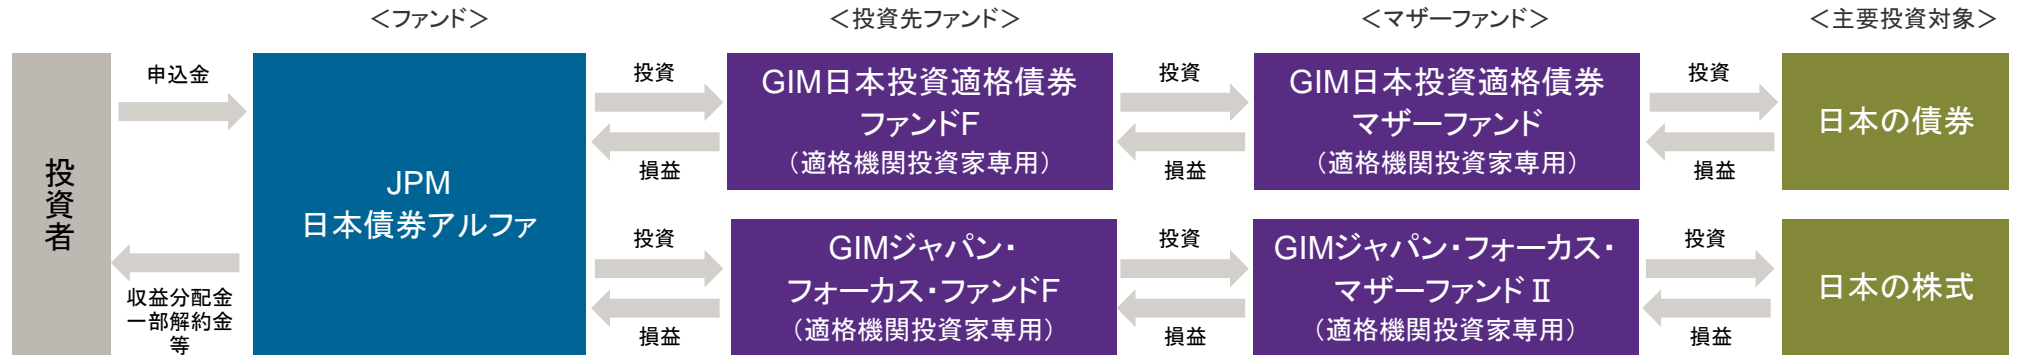 ＜ファンド＞
＜投資先ファンド＞
＜マザーファンド＞
＜主要投資対象＞
投資者
申込金
収益分配金
一部解約金
等
JPM
日本債券アルファ
投資
損益
GIM日本投資適格債券
ファンドF
（適格機関投資家専用）
投資
損益
GIM日本投資適格債券
マザーファンド
（適格機関投資家専用）
投資
損益
日本の債券
投資
損益
GIMジャパン・
フォーカス・ファンドF
（適格機関投資家専用）
投資
損益
GIMジャパン・フォーカス・
マザーファンドⅡ
（適格機関投資家専用）
投資
損益
日本の株式